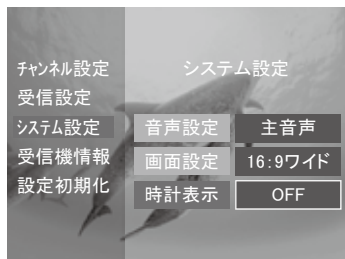 チャンネル設定
受信設定
システム設定
受信機情報
設定初期化
システム設定
音声設定 主音声
画面設定 16:9ワイド
時計表示 OFF